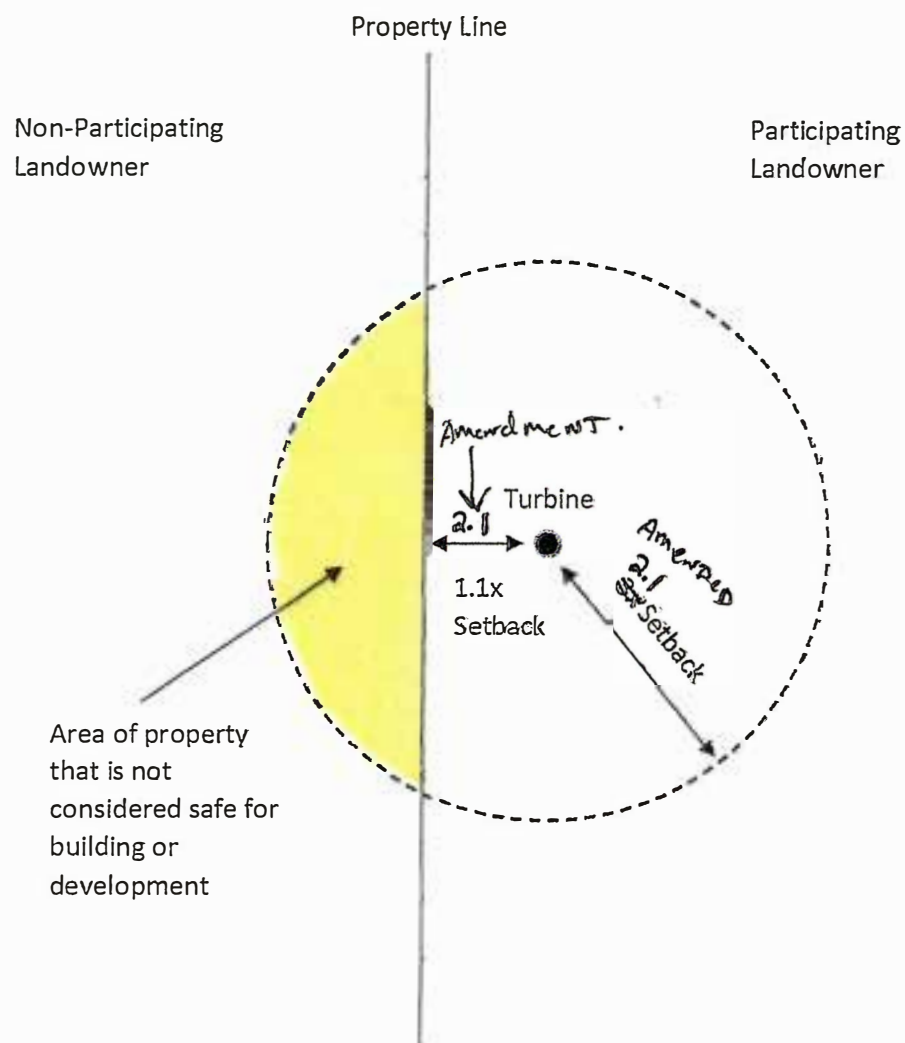 Property Line
Non-Participating
Landowner
Participating
Landowner
Amendment.
2.1
Turbine
1.1x
Setback
Amended
2.1
Setback
Area of property
that is not
considered safe for
building or
development